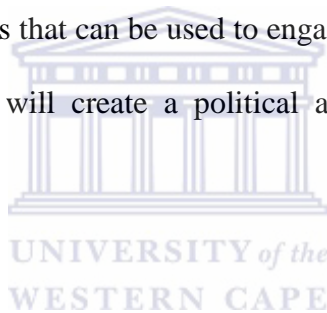 s that can be used to enga
will create a political a
UNIVERSITY of the
WESTERN CAPE